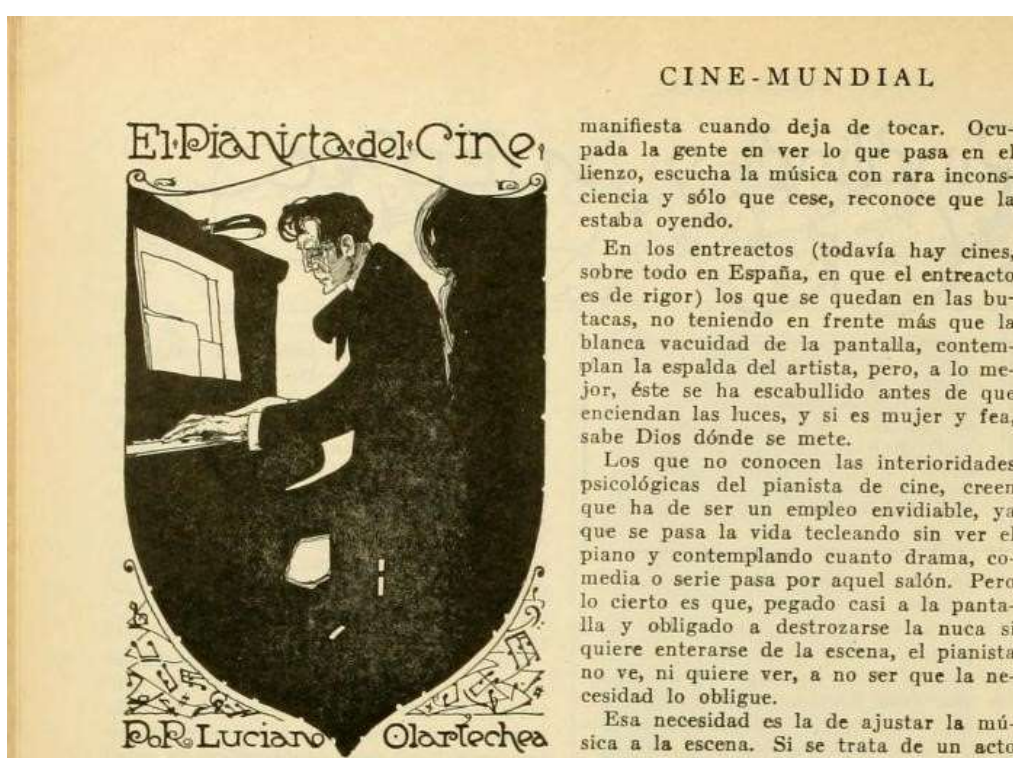 CINE-MUNDIAL
El Pianista del Cine
Por Luciano Olartechea
manifiesta cuando deja de tocar. Ocu-
pada la gente en ver lo que pasa en el
lienzo, escucha la música con rara incons-
ciencia y sólo que cese, reconoce que la
estaba oyendo.
En los entreactos (todavía hay cines,
sobre todo en España, en que el entreacto
es de rigor) los que se quedan en las bu-
tacas, no teniendo en frente más que la
blanca vacuidad de la pantalla, contem-
plan la espalda del artista, pero, a lo me-
jor, éste se ha escabullido antes de que
enciendan las luces, y si es mujer y fea,
sabe Dios dónde se mete.
Los que no conocen las interioridades
psicológicas del pianista de cine, creen
que ha de ser un empleo envidiable, ya
que se pasa la vida tecleando sin ver el
piano y contemplando cuanto drama, co-
media o serie pasa por aquel salón. Pero
lo cierto es que, pegado casi a la panta-
lla y obligado a destrozarse la nuca si
quiere enterarse de la escena, el pianista
no ve, ni quiere ver, a no ser que la ne-
cesidad lo obligue.
Esa necesidad es la de ajustar la mú-
sica a la escena. Si se trata de un acto